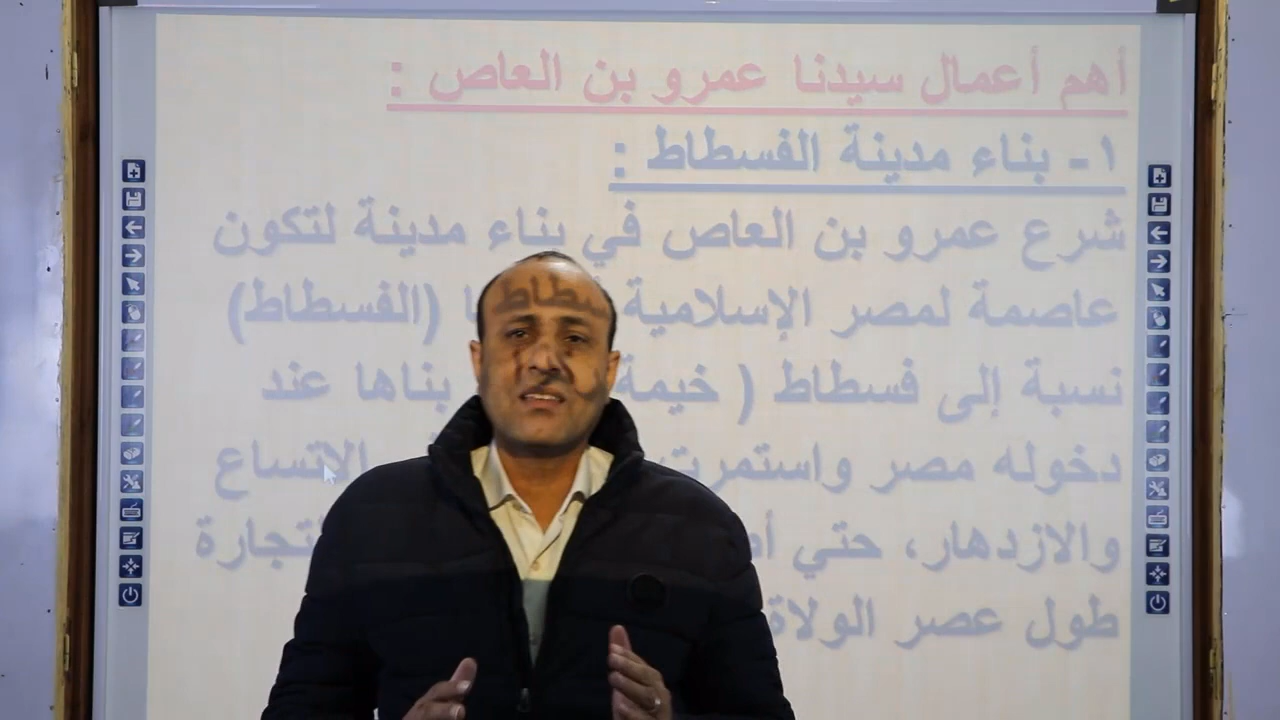 أهم أعمال سيدنا عمرو بن العاص :
١- بناء مدينة الفسطاط :
شرع عمرو بن العاص في بناء مدينة لتكون
عاصمة لمصر الإسلامية (الفسطاط)
نسبة إلى فسطاط ( خيمة بناها عند
دخوله مصر واستمرت الاتساع
والازدهار، حتي لتجارة
طول عصر الولاة